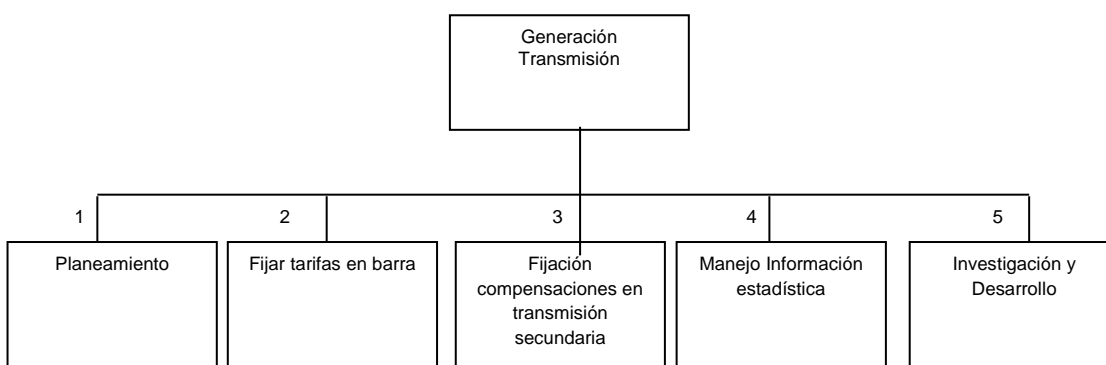 Generación
Transmisión
1
2
3
4
5
Planeamiento
Fijar tarifas en barra
Fijación
compensaciones en
transmisión
secundaria
Manejo Información
estadística
Investigación y
Desarrollo